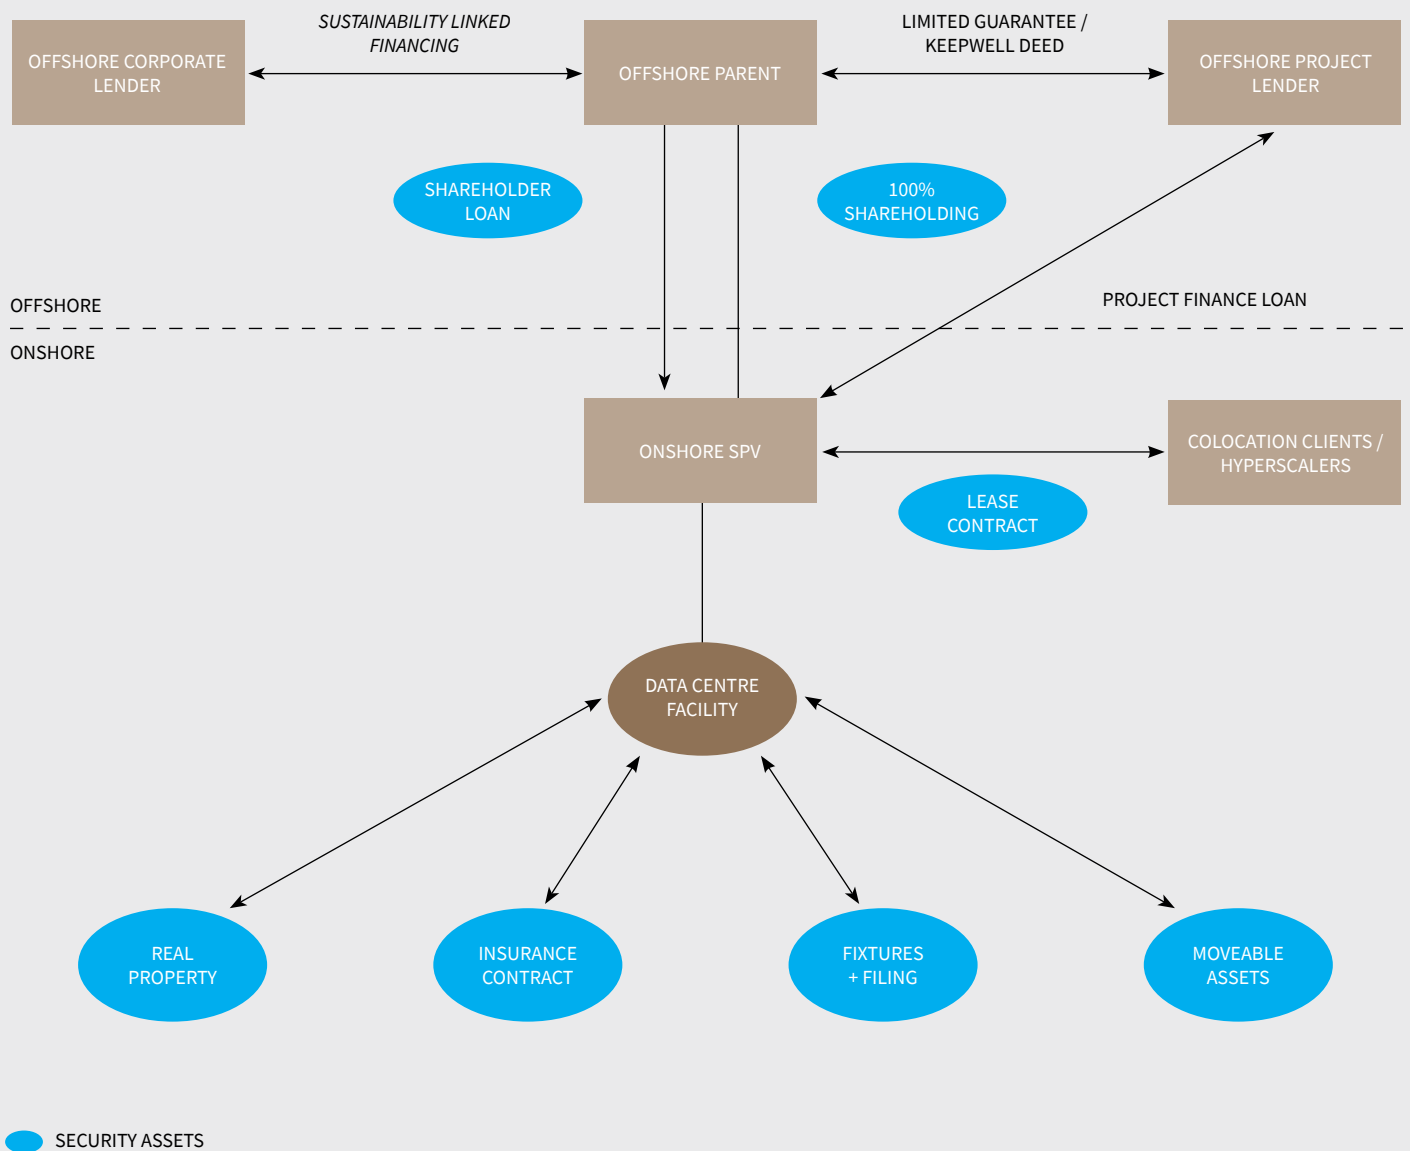 SUSTAINABILITY LINKED
FINANCING
LIMITED GUARANTEE /
KEEPWELL DEED
OFFSHORE CORPORATE
LENDER
OFFSHORE PARENT
OFFSHORE PROJECT
LENDER
SHAREHOLDER
LOAN
100%
SHAREHOLDING
OFFSHORE
PROJECT FINANCE LOAN
ONSHORE
ONSHORE SPV
COLOCATION CLIENTS /
HYPERSCALERS
LEASE
CONTRACT
DATA CENTRE
FACILITY
REAL
PROPERTY
INSURANCE
CONTRACT
FIXTURES
+ FILING
MOVEABLE
ASSETS
SECURITY ASSETS